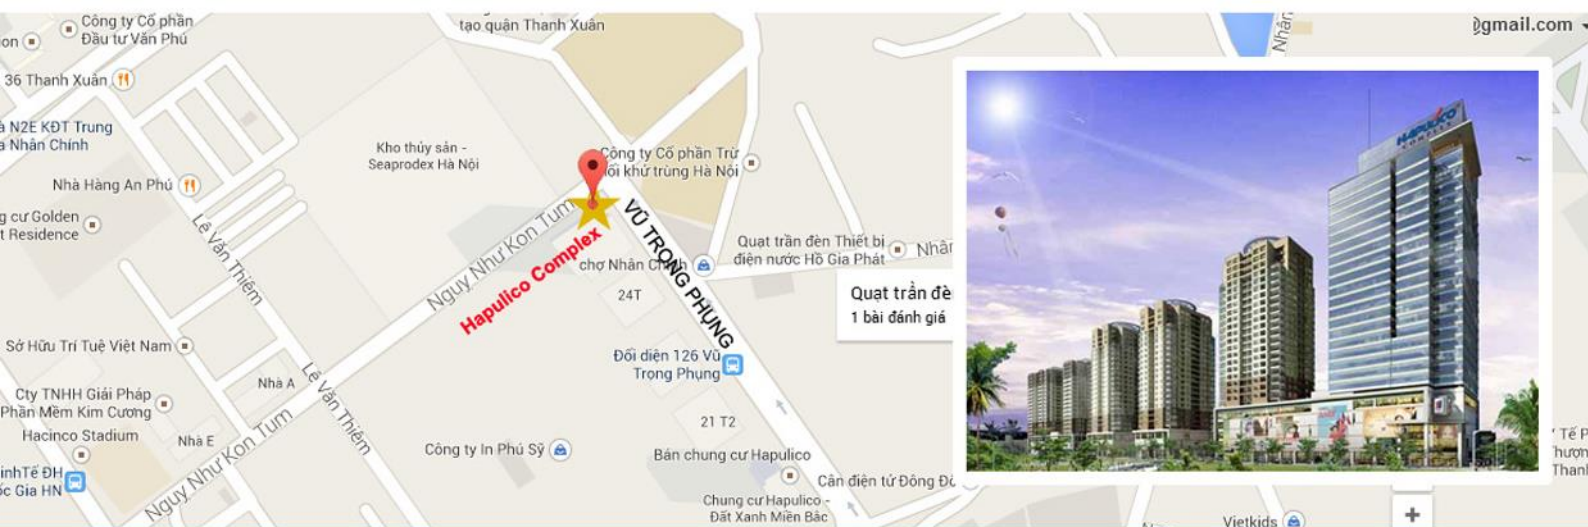 Công ty Cổ phần
Đầu tư Văn Phú
tạo quận Thanh Xuân
Nhân
@gmail.com
36 Thanh Xuân
N2E KĐT Trung
Nhân Chính
Kho thủy sản -
Seaprodex Hà Nội
Công ty Cổ phần Trừ
khử trùng Hà Nội
HAPULICO
COMPLEX
Nhà Hàng An Phú
cư Golden
Residence
Lê Văn Thiêm
Nguỵ Như Kon Tum
Hapulico Complex
VŨ TRỌNG PHỤNG
chợ Nhân Chính
Quạt trần đèn Thiết bị
điện nước Hồ Gia Phát
Nhân
24T
Quạt trần đè
1 bài đánh giá
Sở Hữu Trí Tuệ Việt Nam
Đối diện 126 Vũ
Trọng Phụng
Nhà A
Lê Văn Thiêm
Cty TNHH Giải Pháp
Phần Mềm Kim Cương
Hacinco Stadium
Nhà E
Nguỵ Như Kon Tum
21 T2
Công ty In Phú Sỹ
Bán chung cư Hapulico
Tế
Cân điện tử Đông Đô
Chung cư Hapulico -
Đất Xanh Miền Bắc
Vietkids
+